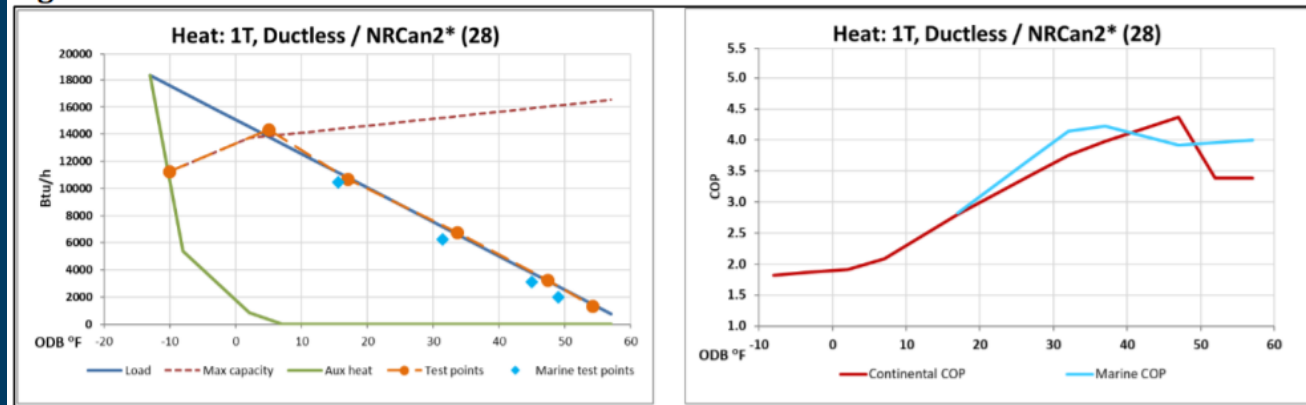 Heat: 1T, Ductless / NRCan2* (28)
20000
18000
16000
14000
12000
10000
8000
6000
4000
2000
0
Btu/h
-20 -10 0 10 20 30 40 50 60
ODB ºF
Load Max capacity Aux heat Test points Marine test points
Heat: 1T, Ductless / NRCan2* (28)
5.5
5.0
4.5
4.0
3.5
3.0
2.5
2.0
1.5
1.0
COP
-10 0 10 20 30 40 50 60
ODB ºF
Continental COP Marine COP